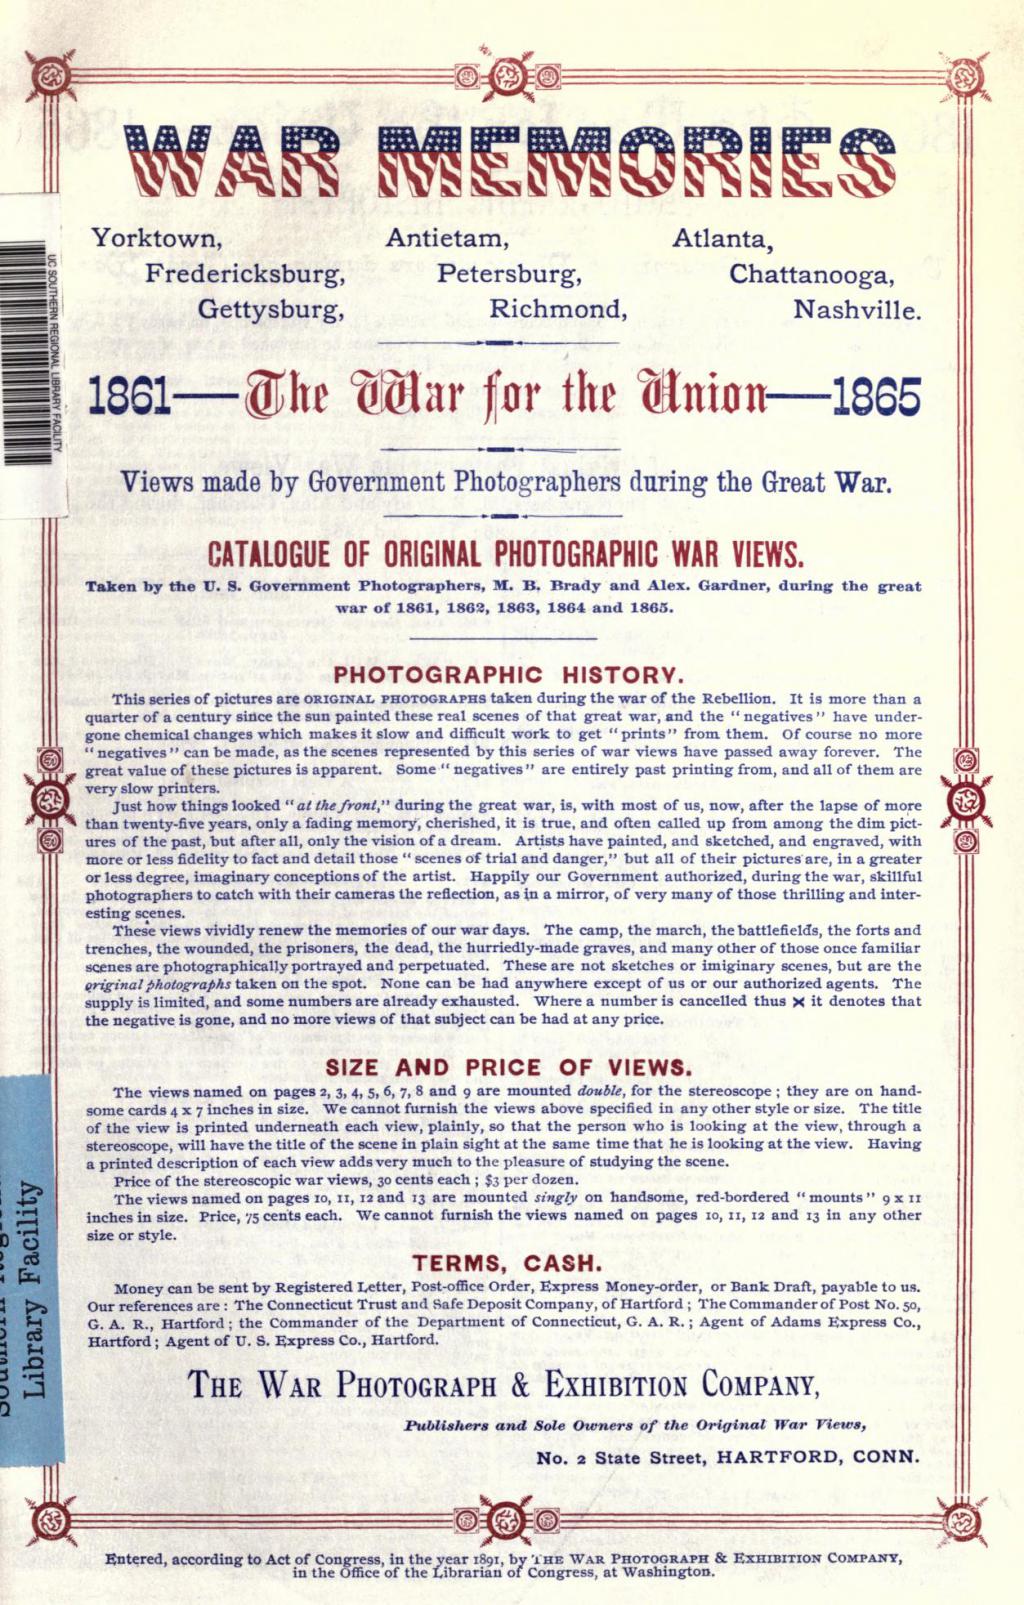 WAR MEMORIES
Yorktown, Antietam, Atlanta,
Fredericksburg, Petersburg, Chattanooga,
Gettysburg, Richmond, Nashville.
1861—The War for the Union—1865
Views made by Government Photographers during the Great War.
CATALOGUE OF ORIGINAL PHOTOGRAPHIC WAR VIEWS.
Taken by the U. S. Government Photographers, M. B. Brady and Alex. Gardner, during the great
war of 1861, 1862, 1863, 1864 and 1865.
PHOTOGRAPHIC HISTORY.
This series of pictures are ORIGINAL PHOTOGRAPHS taken during the war of the Rebellion. It is more than a
quarter of a century since the sun painted these real scenes of that great war, and the "negatives" have under-
gone chemical changes which makes it slow and difficult work to get "prints" from them. Of course no more
"negatives" can be made, as the scenes represented by this series of war views have passed away forever. The
great value of these pictures is apparent. Some "negatives" are entirely past printing from, and all of them are
very slow printers.
Just how things looked "at the front," during the great war, is, with most of us, now, after the lapse of more
than twenty-five years, only a fading memory, cherished, it is true, and often called up from among the dim pict-
ures of the past, but after all, only the vision of a dream. Artists have painted, and sketched, and engraved, with
more or less fidelity to fact and detail those "scenes of trial and danger," but all of their pictures are, in a greater
or less degree, imaginary conceptions of the artist. Happily our Government authorized, during the war, skillful
photographers to catch with their cameras the reflection, as in a mirror, of very many of those thrilling and inter-
esting scenes.
These views vividly renew the memories of our war days. The camp, the march, the battlefields, the forts and
trenches, the wounded, the prisoners, the dead, the hurriedly-made graves, and many other of those once familiar
scenes are photographically portrayed and perpetuated. These are not sketches or imiginary scenes, but are the
original photographs taken on the spot. None can be had anywhere except of us or our authorized agents. The
supply is limited, and some numbers are already exhausted. Where a number is cancelled thus ✕ it denotes that
the negative is gone, and no more views of that subject can be had at any price.
SIZE AND PRICE OF VIEWS.
The views named on pages 2, 3, 4, 5, 6, 7, 8 and 9 are mounted double, for the stereoscope; they are on hand-
some cards 4 x 7 inches in size. We cannot furnish the views above specified in any other style or size. The title
of the view is printed underneath each view, plainly, so that the person who is looking at the view, through a
stereoscope, will have the title of the scene in plain sight at the same time that he is looking at the view. Having
a printed description of each view adds very much to the pleasure of studying the scene.
Price of the stereoscopic war views, 30 cents each; $3 per dozen.
The views named on pages 10, 11, 12 and 13 are mounted singly on handsome, red-bordered "mounts" 9 x 11
inches in size. Price, 75 cents each. We cannot furnish the views named on pages 10, 11, 12 and 13 in any other
size or style.
TERMS, CASH.
Money can be sent by Registered Letter, Post-office Order, Express Money-order, or Bank Draft, payable to us.
Our references are: The Connecticut Trust and Safe Deposit Company, of Hartford; The Commander of Post No. 50,
G. A. R., Hartford; the Commander of the Department of Connecticut, G. A. R.; Agent of Adams Express Co.,
Hartford; Agent of U. S. Express Co., Hartford.
THE WAR PHOTOGRAPH & EXHIBITION COMPANY,
Publishers and Sole Owners of the Original War Views,
No. 2 State Street, HARTFORD, CONN.
Entered, according to Act of Congress, in the year 1891, by THE WAR PHOTOGRAPH & EXHIBITION COMPANY,
in the Office of the Librarian of Congress, at Washington.
UC SOUTHERN REGIONAL LIBRARY FACILITY
Library Facility